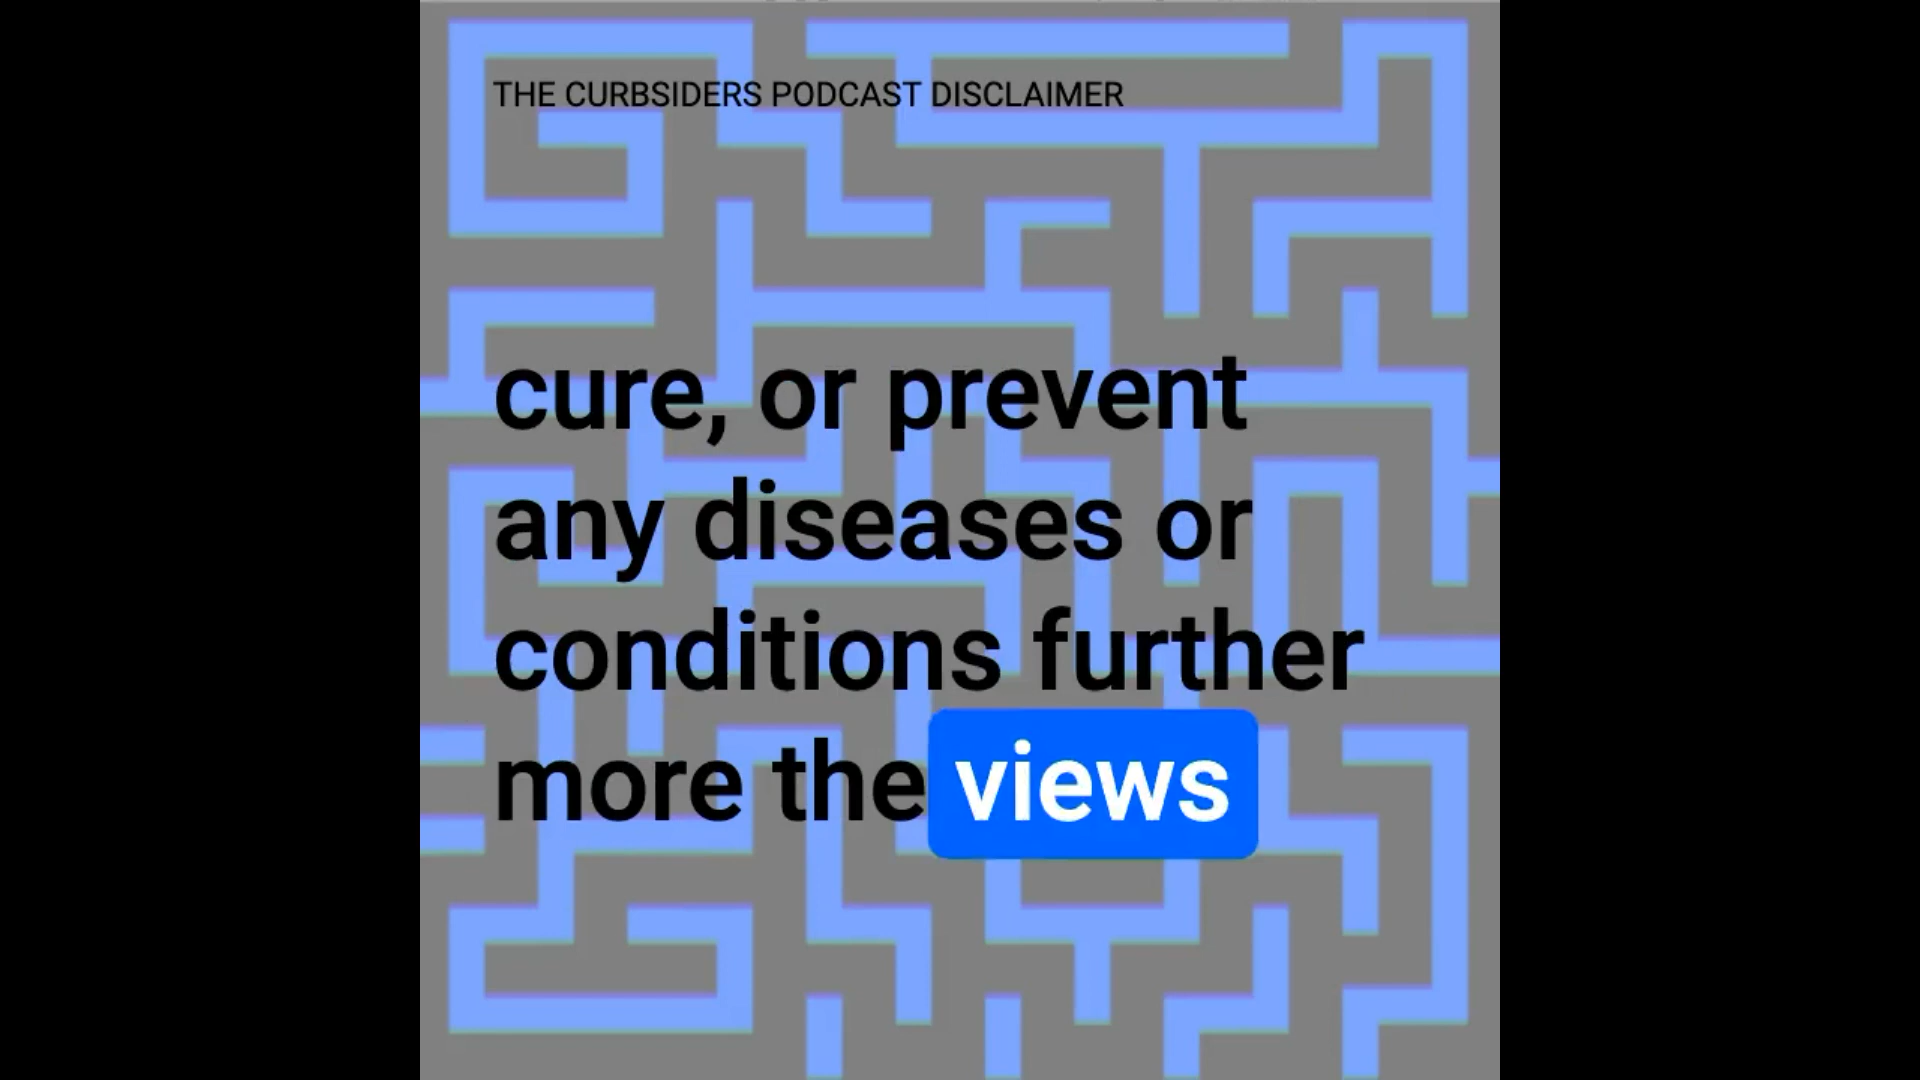 THE CURBSIDERS PODCAST DISCLAIMER
cure, or prevent
any diseases or
conditions further
more the views